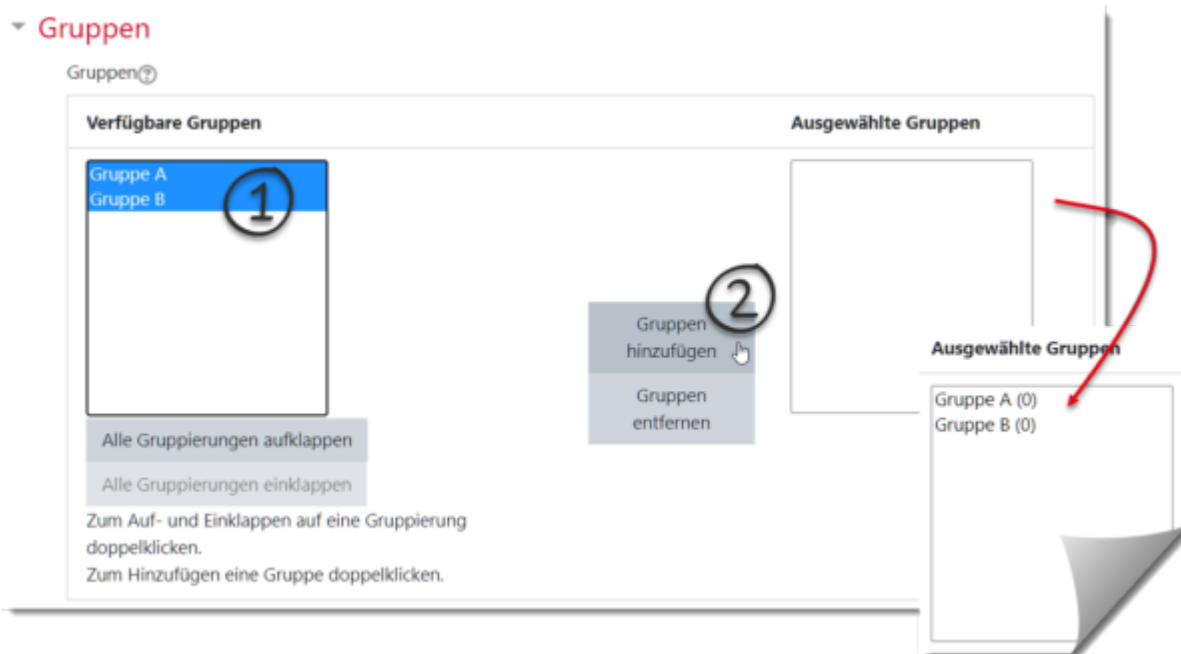 Gruppen
Gruppen?
Verfügbare Gruppen
Ausgewählte Gruppen
Gruppe A
Gruppe B
1
2
Gruppen
hinzufügen
Gruppen
entfernen
Ausgewählte Gruppen
Gruppe A (0)
Gruppe B (0)
Alle Gruppierungen aufklappen
Alle Gruppierungen einklappen
Zum Auf- und Einklappen auf eine Gruppierung
doppelklicken.
Zum Hinzufügen eine Gruppe doppelklicken.